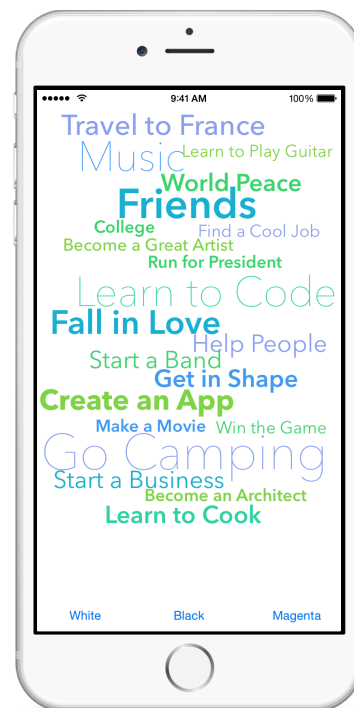 9:41 AM 100%
Travel to France
Music
Learn to Play Guitar
World Peace
Friends
College
Find a Cool Job
Become a Great Artist
Run for President
Learn to Code
Fall in Love
Help People
Start a Band
Get in Shape
Create an App
Make a Movie
Win the Game
Go Camping
Start a Business
Become an Architect
Learn to Cook
White Black Magenta